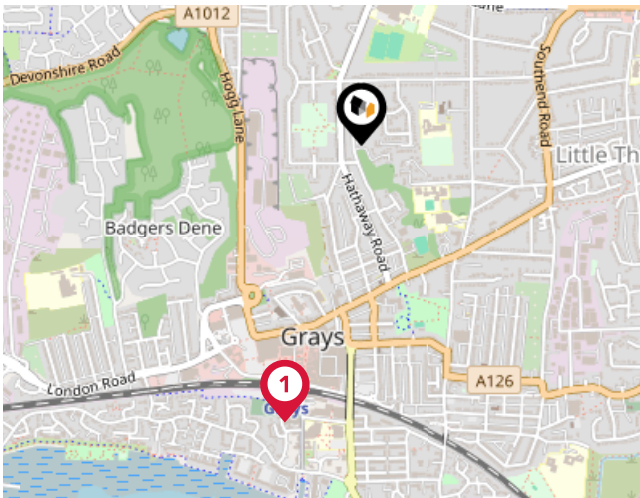 A1012
Lane
Devonshire Road
Hogg Lane
Southend Road
Little Th
Hathaway Road
Badgers Dene
Grays
London Road
A126
1
Grays